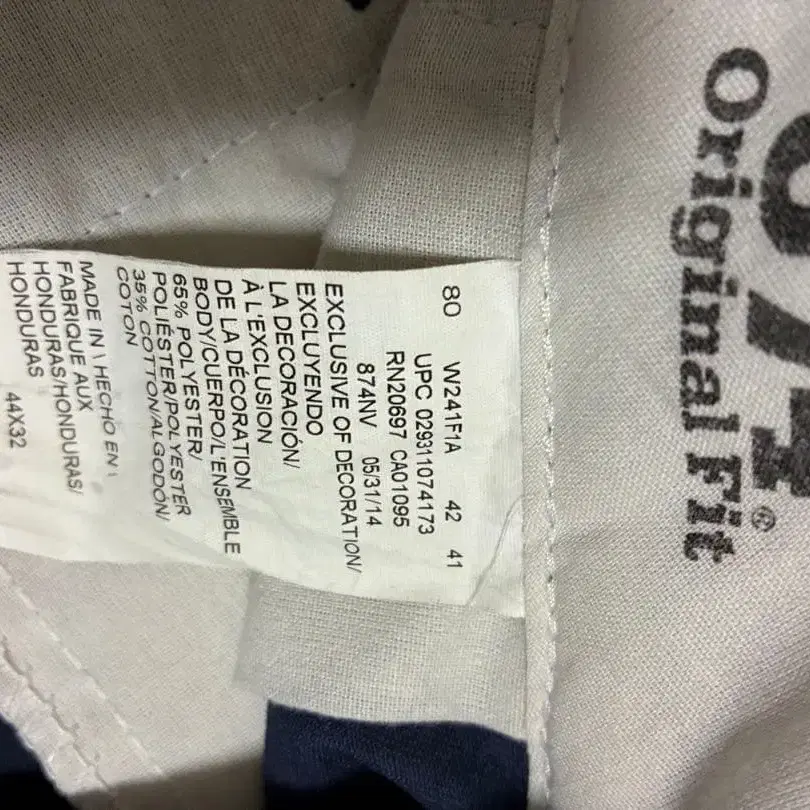 874®
Original Fit
80 W241F1A 42 41
UPC 029311074173
RN20697 CA01095
874NV 05/31/14
EXCLUSIVE OF DECORATION/
EXCLUYENDO
LA DECORACIÓN/
À L'EXCLUSION
DE LA DÉCORATION
BODY/CUERPO/L'ENSEMBLE
65% POLYESTER/
POLIÉSTER/POLYESTER
35% COTTON/ALGODÓN/
COTON
MADE IN \ HECHO EN \
FABRIQUE AUX
HONDURAS/HONDURAS/
HONDURAS
44X32